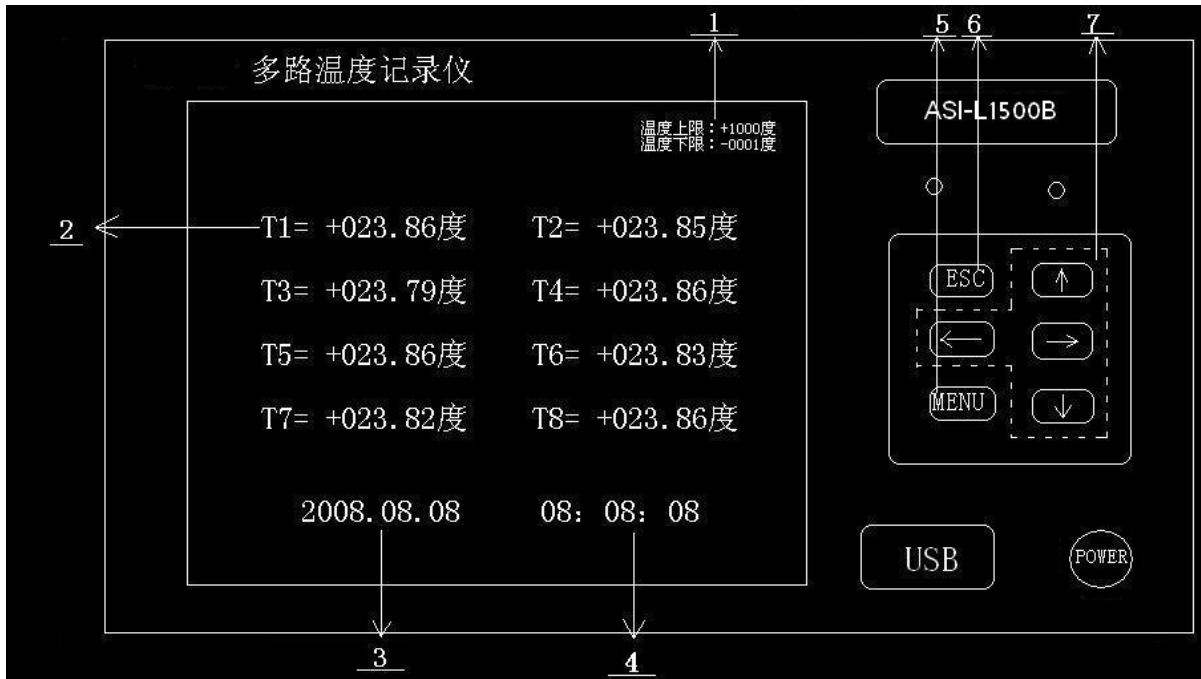 1
5 6 7
多路温度记录仪
ASI-L1500B
温度上限：+1000度
温度下限：-0001度
2
T1= +023.86度 T2= +023.85度
T3= +023.79度 T4= +023.86度
T5= +023.86度 T6= +023.83度
T7= +023.82度 T8= +023.86度
2008.08.08 08：08：08
ESC ↑
← →
MENU ↓
USB
POWER
3
4